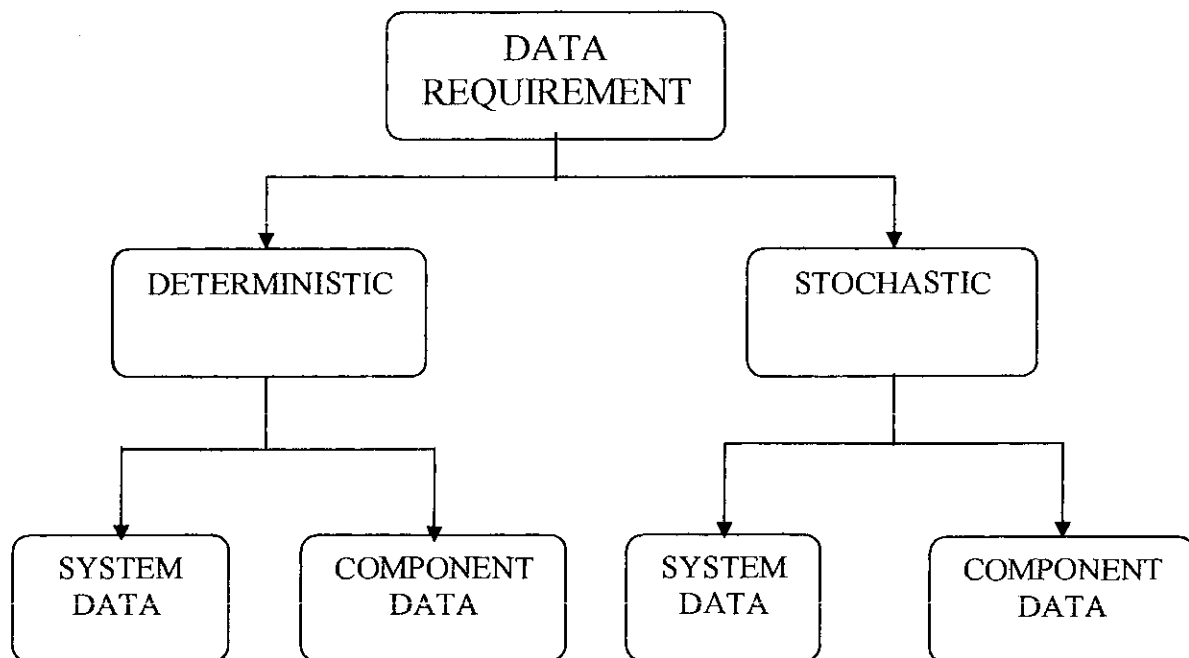 DATA
REQUIREMENT
DETERMINISTIC
STOCHASTIC
SYSTEM
DATA
COMPONENT
DATA
SYSTEM
DATA
COMPONENT
DATA